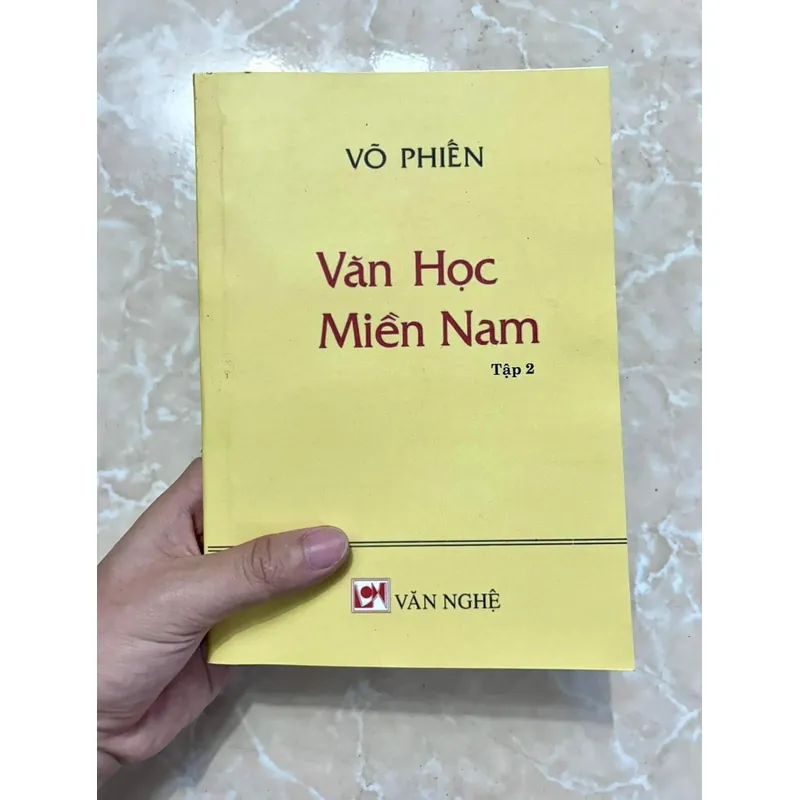 VÕ PHIẾN
Văn Học
Miền Nam
Tập 2
VĂN NGHỆ